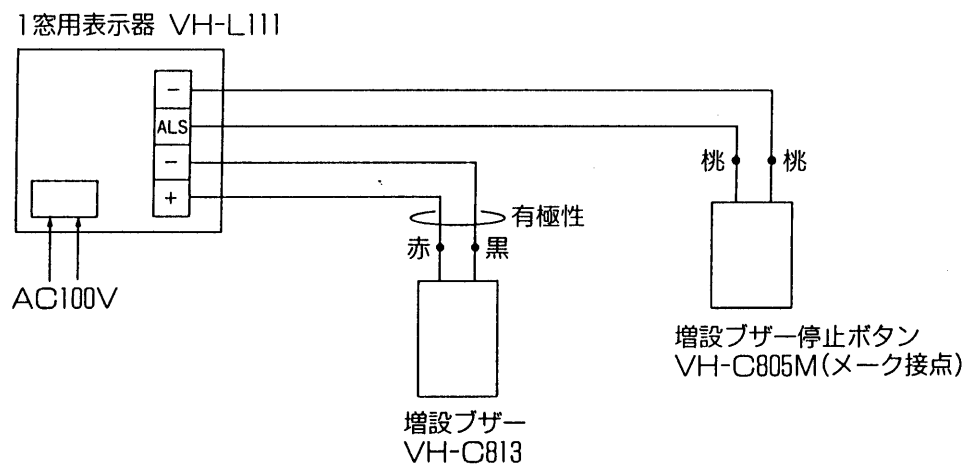 1窓用表示器 VH-L111
−
ALS
−
+
桃 桃
有極性
赤 黒
AC100V
増設ブザー停止ボタン
VH-C805M(メーク接点)
増設ブザー
VH-C813